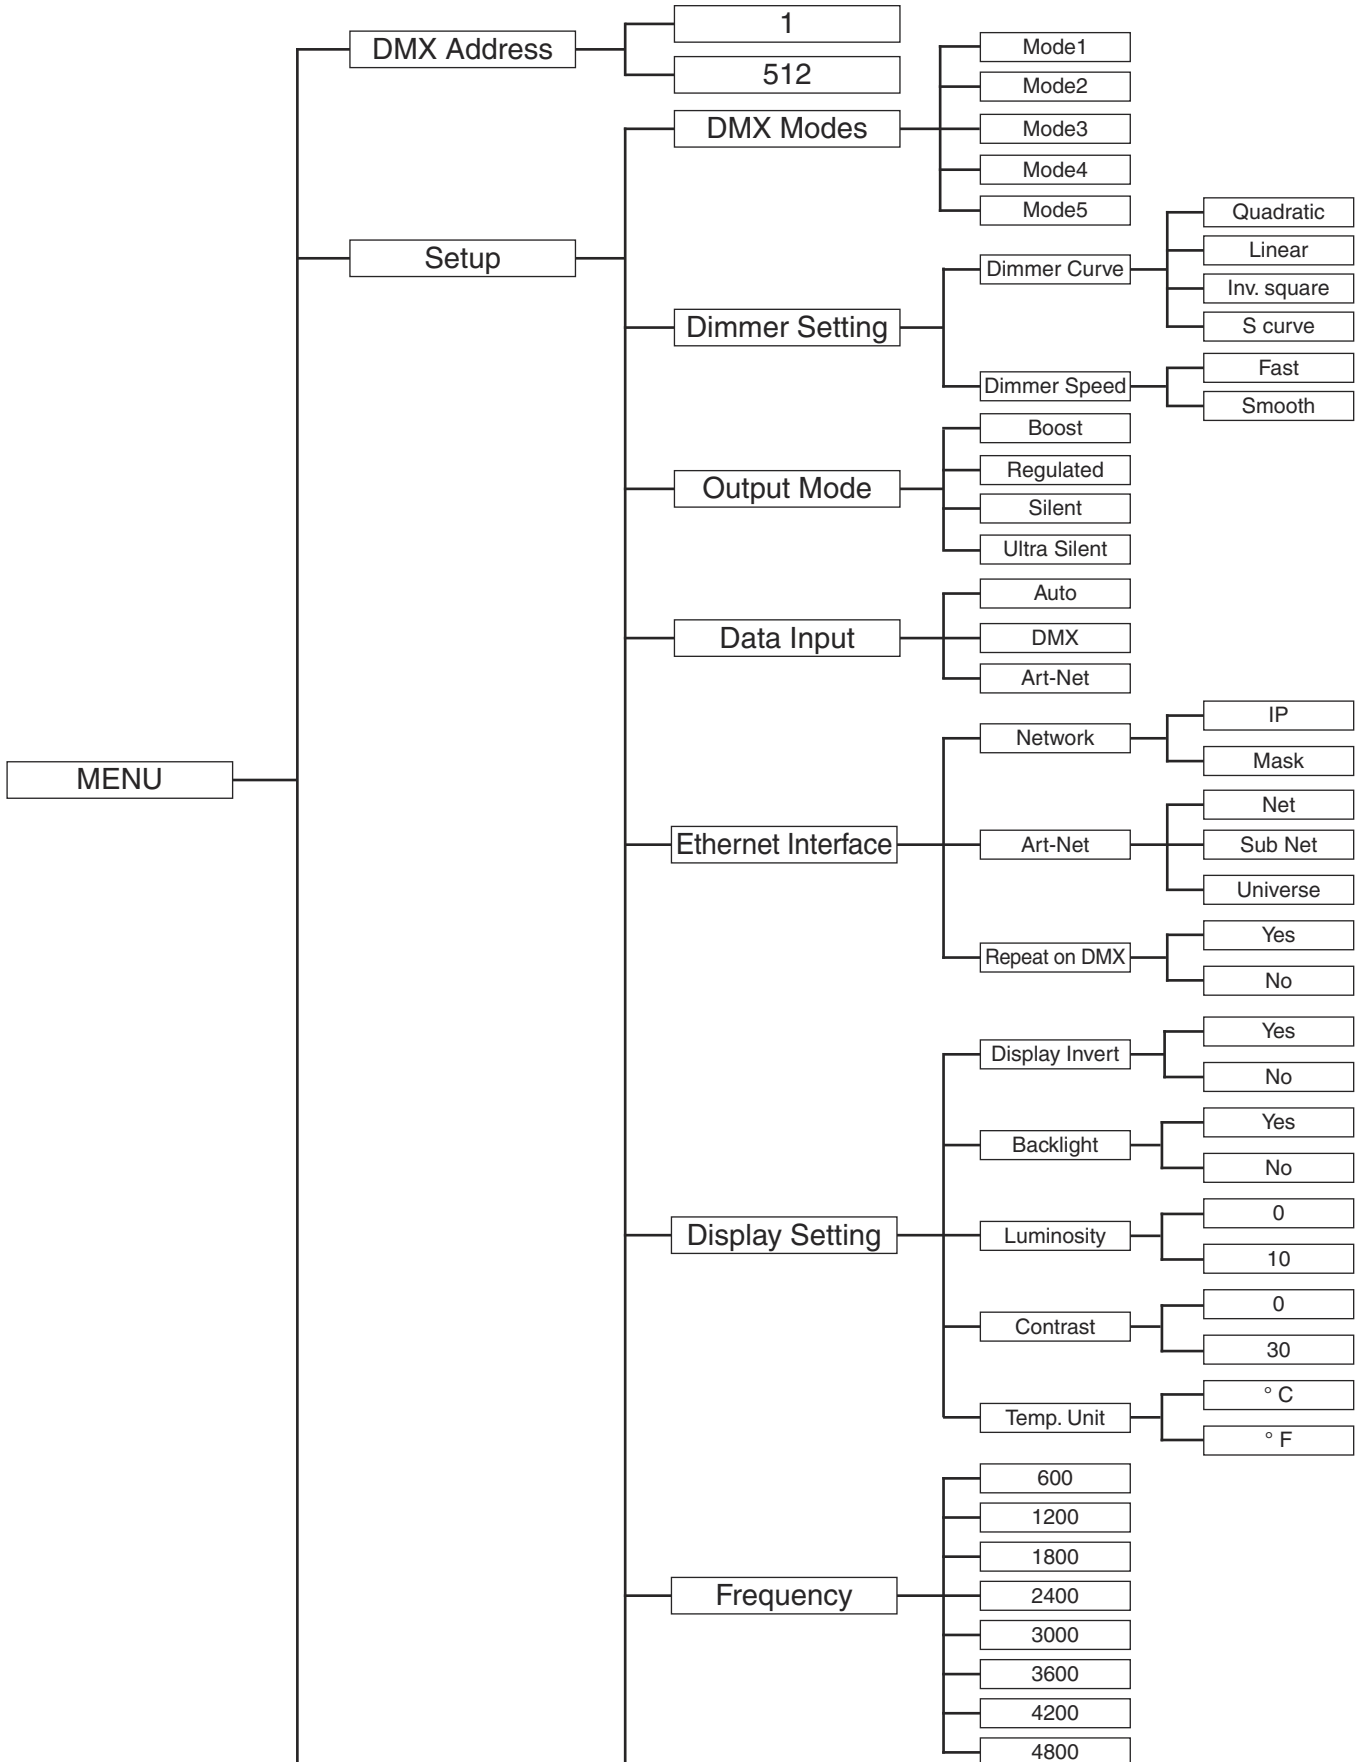 MENU
DMX Address
1
512
Setup
DMX Modes
Mode1
Mode2
Mode3
Mode4
Mode5
Dimmer Setting
Dimmer Curve
Quadratic
Linear
Inv. square
S curve
Dimmer Speed
Fast
Smooth
Output Mode
Boost
Regulated
Silent
Ultra Silent
Data Input
Auto
DMX
Art-Net
Ethernet Interface
Network
IP
Mask
Art-Net
Net
Sub Net
Universe
Repeat on DMX
Yes
No
Display Setting
Display Invert
Yes
No
Backlight
Yes
No
Luminosity
0
10
Contrast
0
30
Temp. Unit
° C
° F
Frequency
600
1200
1800
2400
3000
3600
4200
4800